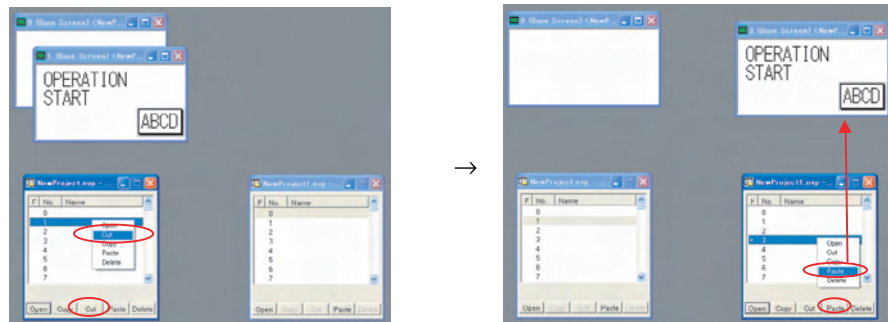 0 (Base Screen) (NewP...
1 (Base Screen) (NewP...
OPERATION
START
ABCD
NewProject.nvp - ...
F No. Name
0
1
2
3
4
5
6
7
Open
Cut
Copy
Paste
Delete
Open Copy Cut Paste Delete
NewProject1.nvp - ...
F No. Name
0
1
2
3
4
5
6
7
Open Copy Cut Paste Delete
→
0 (Base Screen) (NewP...
3 (Base Screen) (NewP...
OPERATION
START
ABCD
NewProject.nvp - ...
F No. Name
0
1
2
3
4
5
6
7
Open Copy Cut Paste Delete
NewProject1.nvp - ...
F No. Name
0
1
2
* 3
4
5
6
7
Open
Cut
Copy
Paste
Delete
Open Copy Cut Paste Delete